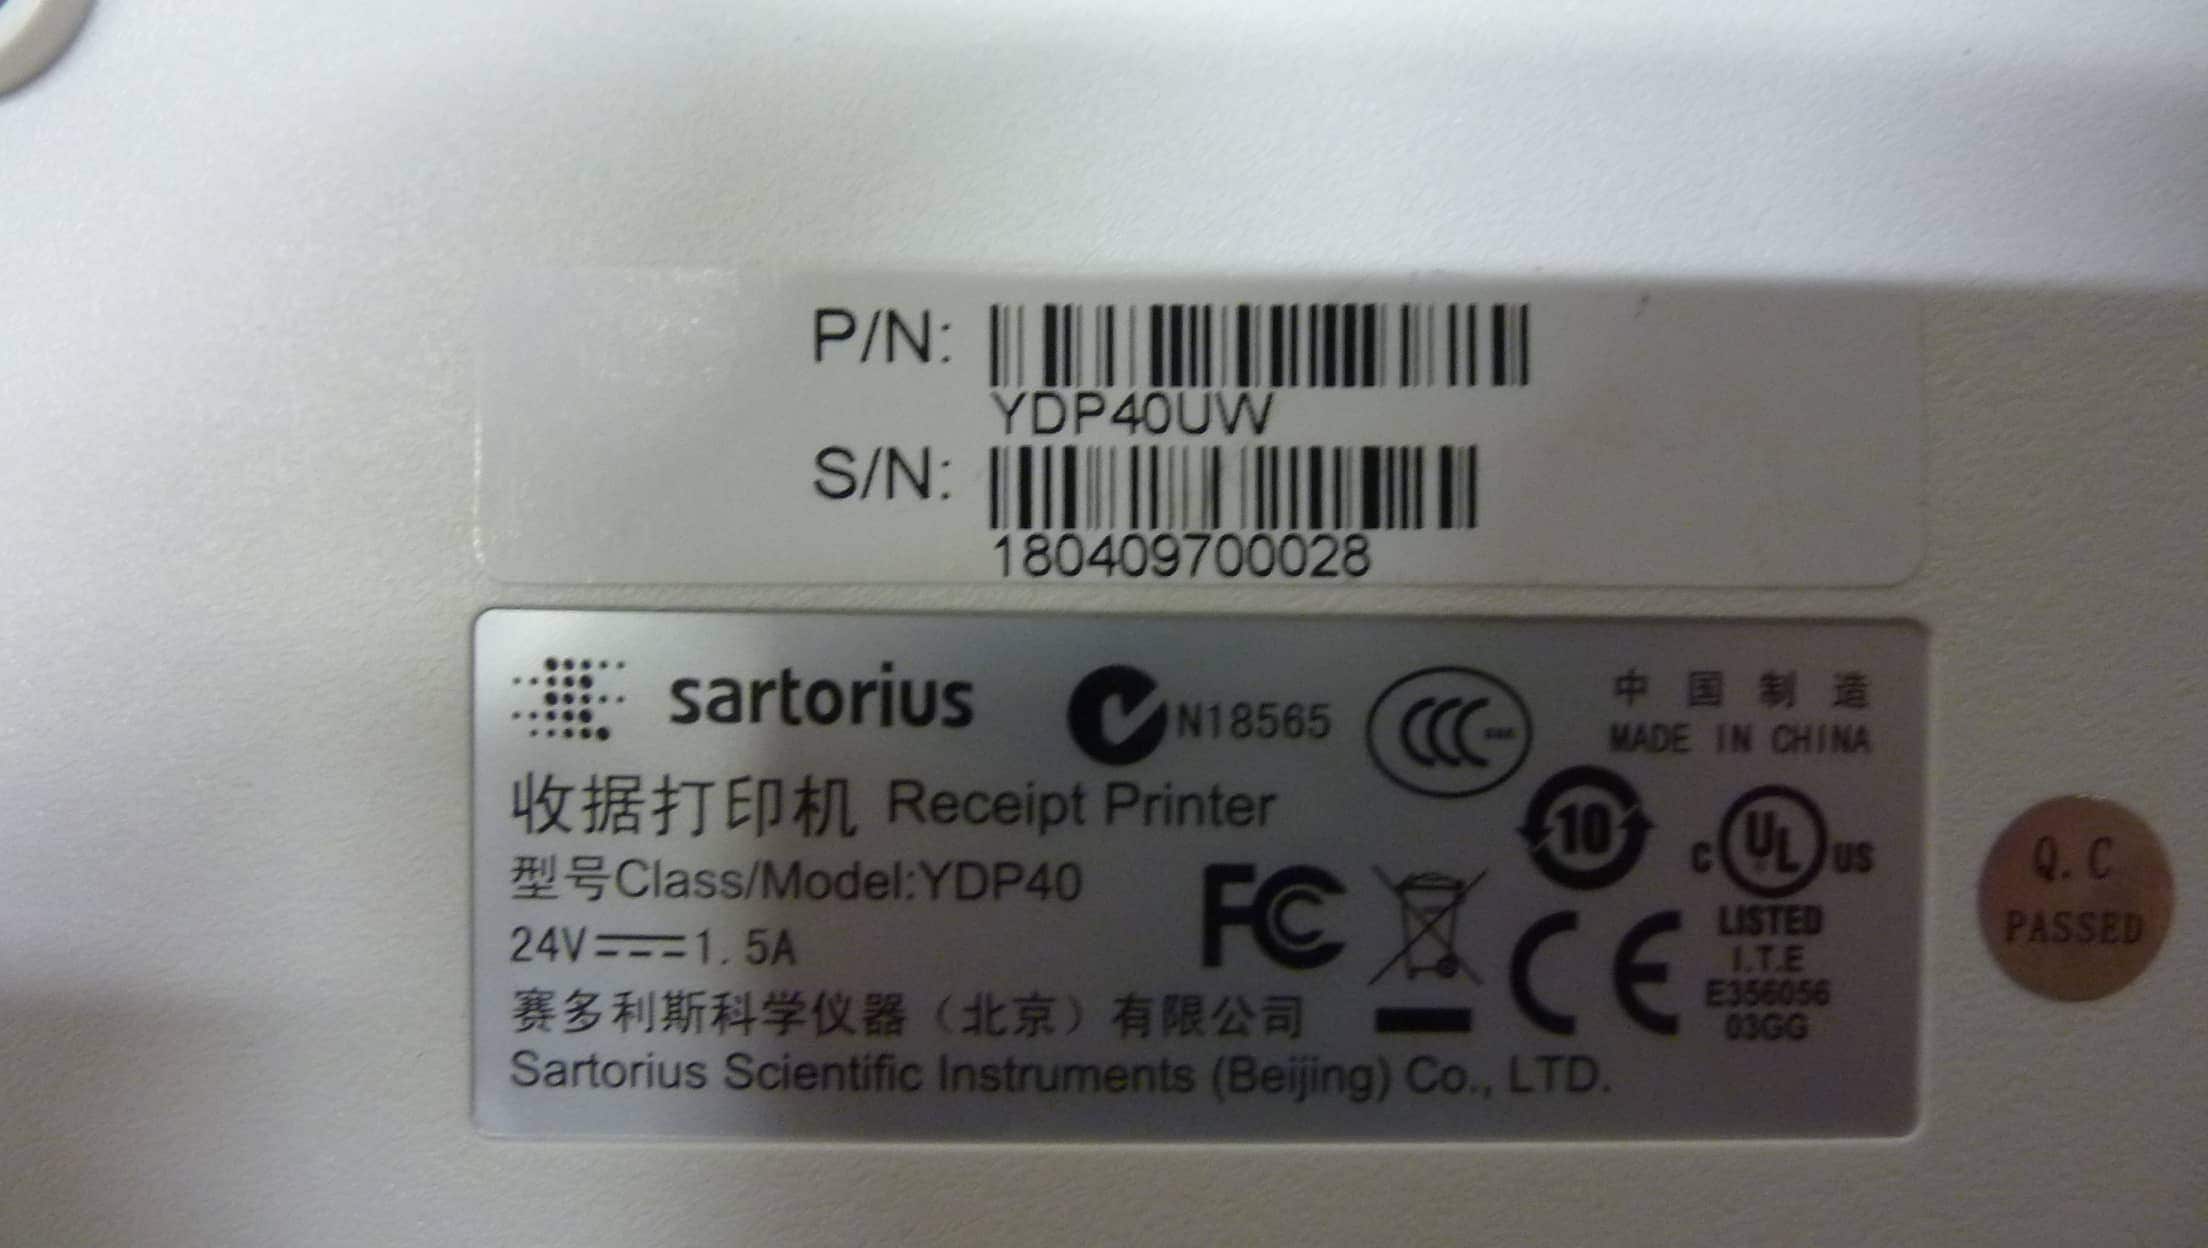 P/N:
YDP40UW
S/N:
180409700028
sartorius
N18565
中国制造
MADE IN CHINA
收据打印机 Receipt Printer
10
C UL US
型号Class/Model:YDP40
FC
CE
LISTED
I.T.E
E356056
03GG
24V 1.5A
赛多利斯科学仪器（北京）有限公司
Sartorius Scientific Instruments (Beijing) Co., LTD.
Q.C
PASSED